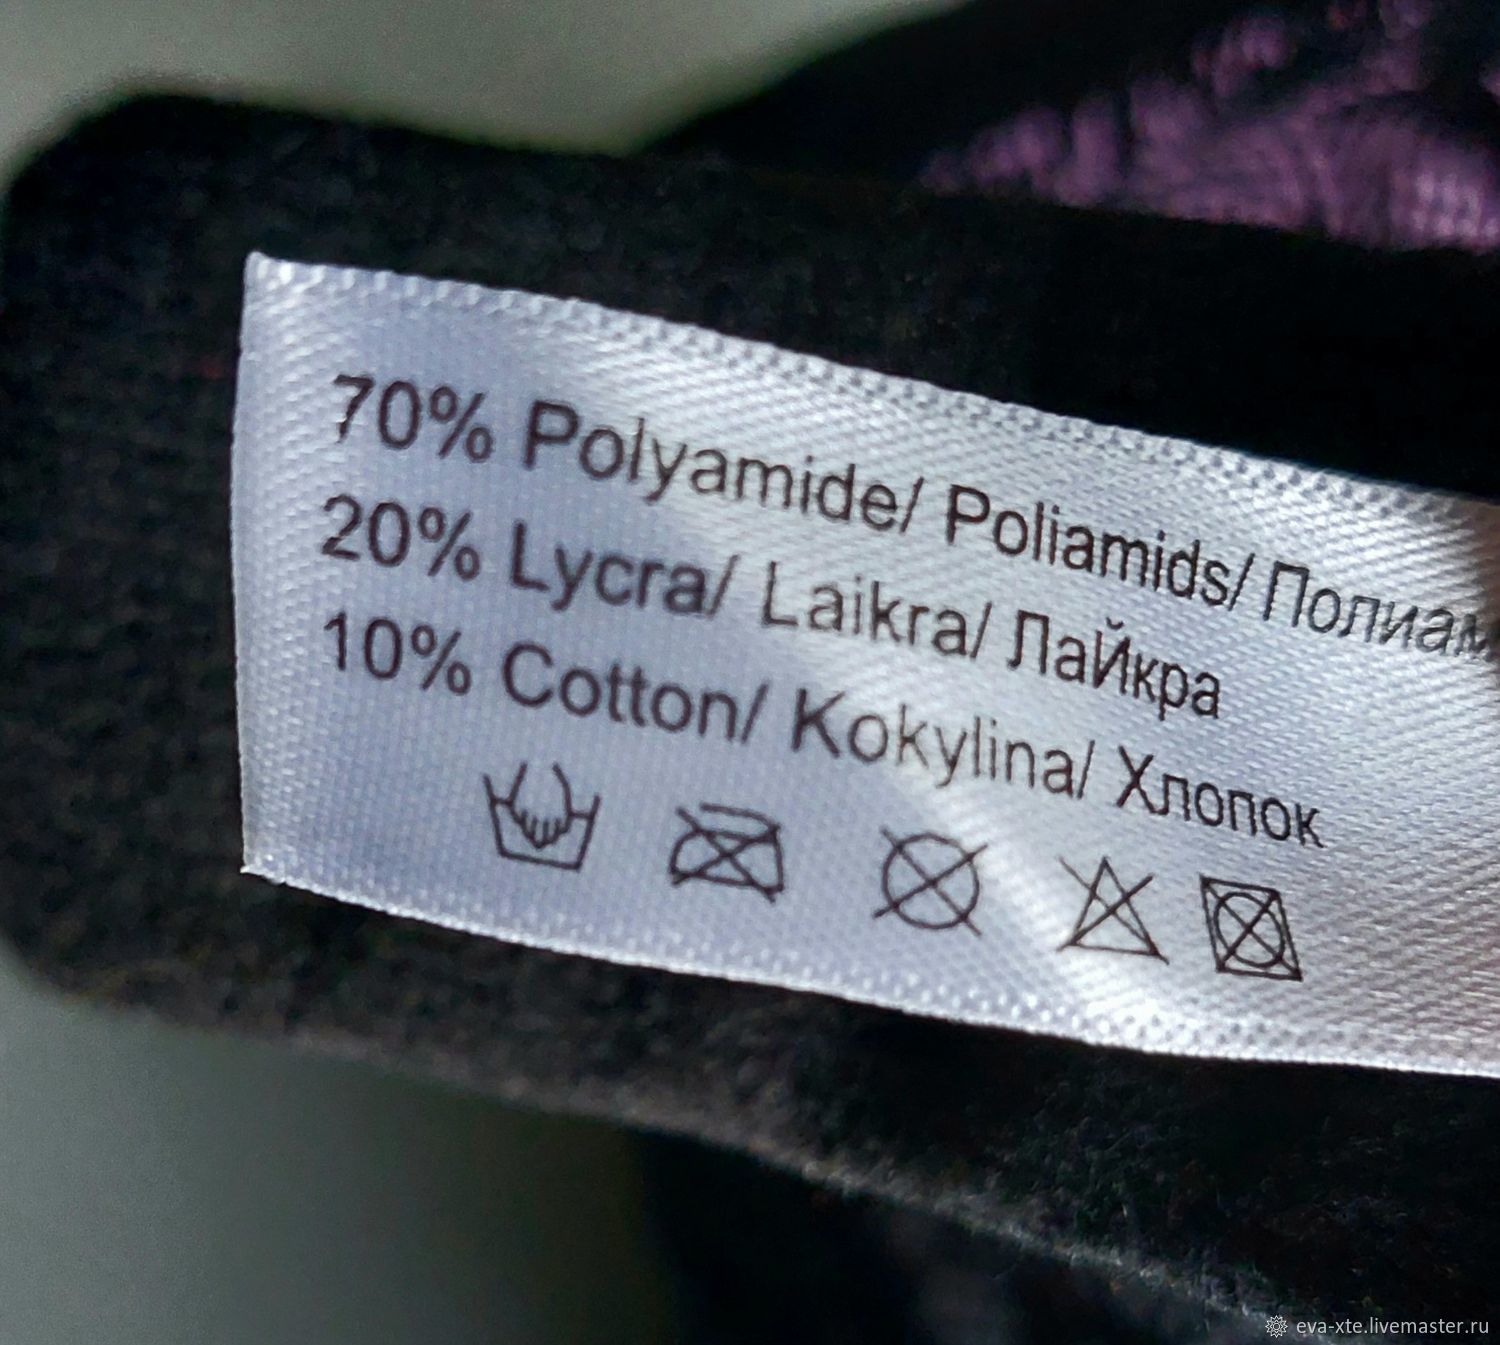 70% Polyamide/ Poliamids/ Полиам
20% Lycra/ Laikra/ ЛаЙкра
10% Cotton/ Kokylina/ Хлопок
eva-xte.livemaster.ru